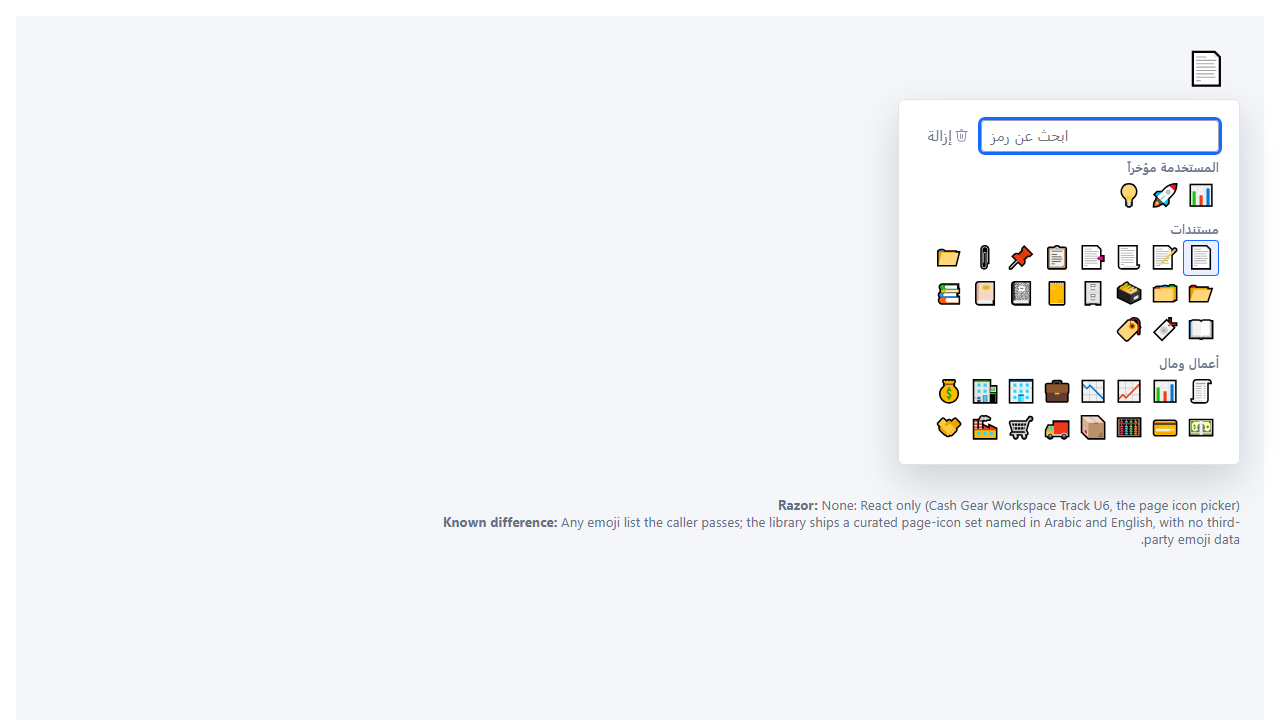 ابحث عن رمز
إزالة
المستخدمة مؤخراً
مستندات
أعمال ومال
Razor: None: React only (Cash Gear Workspace Track U6, the page icon picker)
Known difference: Any emoji list the caller passes; the library ships a curated page-icon set named in Arabic and English, with no third-
party emoji data.